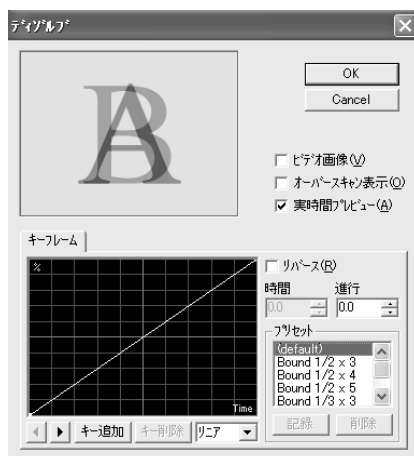 ﾃﾞｨｿﾞﾙﾌﾞ
AB
OK
Cancel
ﾋﾞﾃﾞｵ画像(V)
ｵｰﾊﾞｰｽｷｬﾝ表示(O)
実時間ﾌﾟﾚﾋﾞｭｰ(A)
キーフレーム
%
Time
キー追加
キー削除
ﾘﾆｱ
ﾘﾊﾞｰｽ(R)
時間 進行
0.0 0.0
ﾌﾟﾘｾｯﾄ
(default)
Bound 1/2 x 3
Bound 1/2 x 4
Bound 1/2 x 5
Bound 1/3 x 3
記録 削除